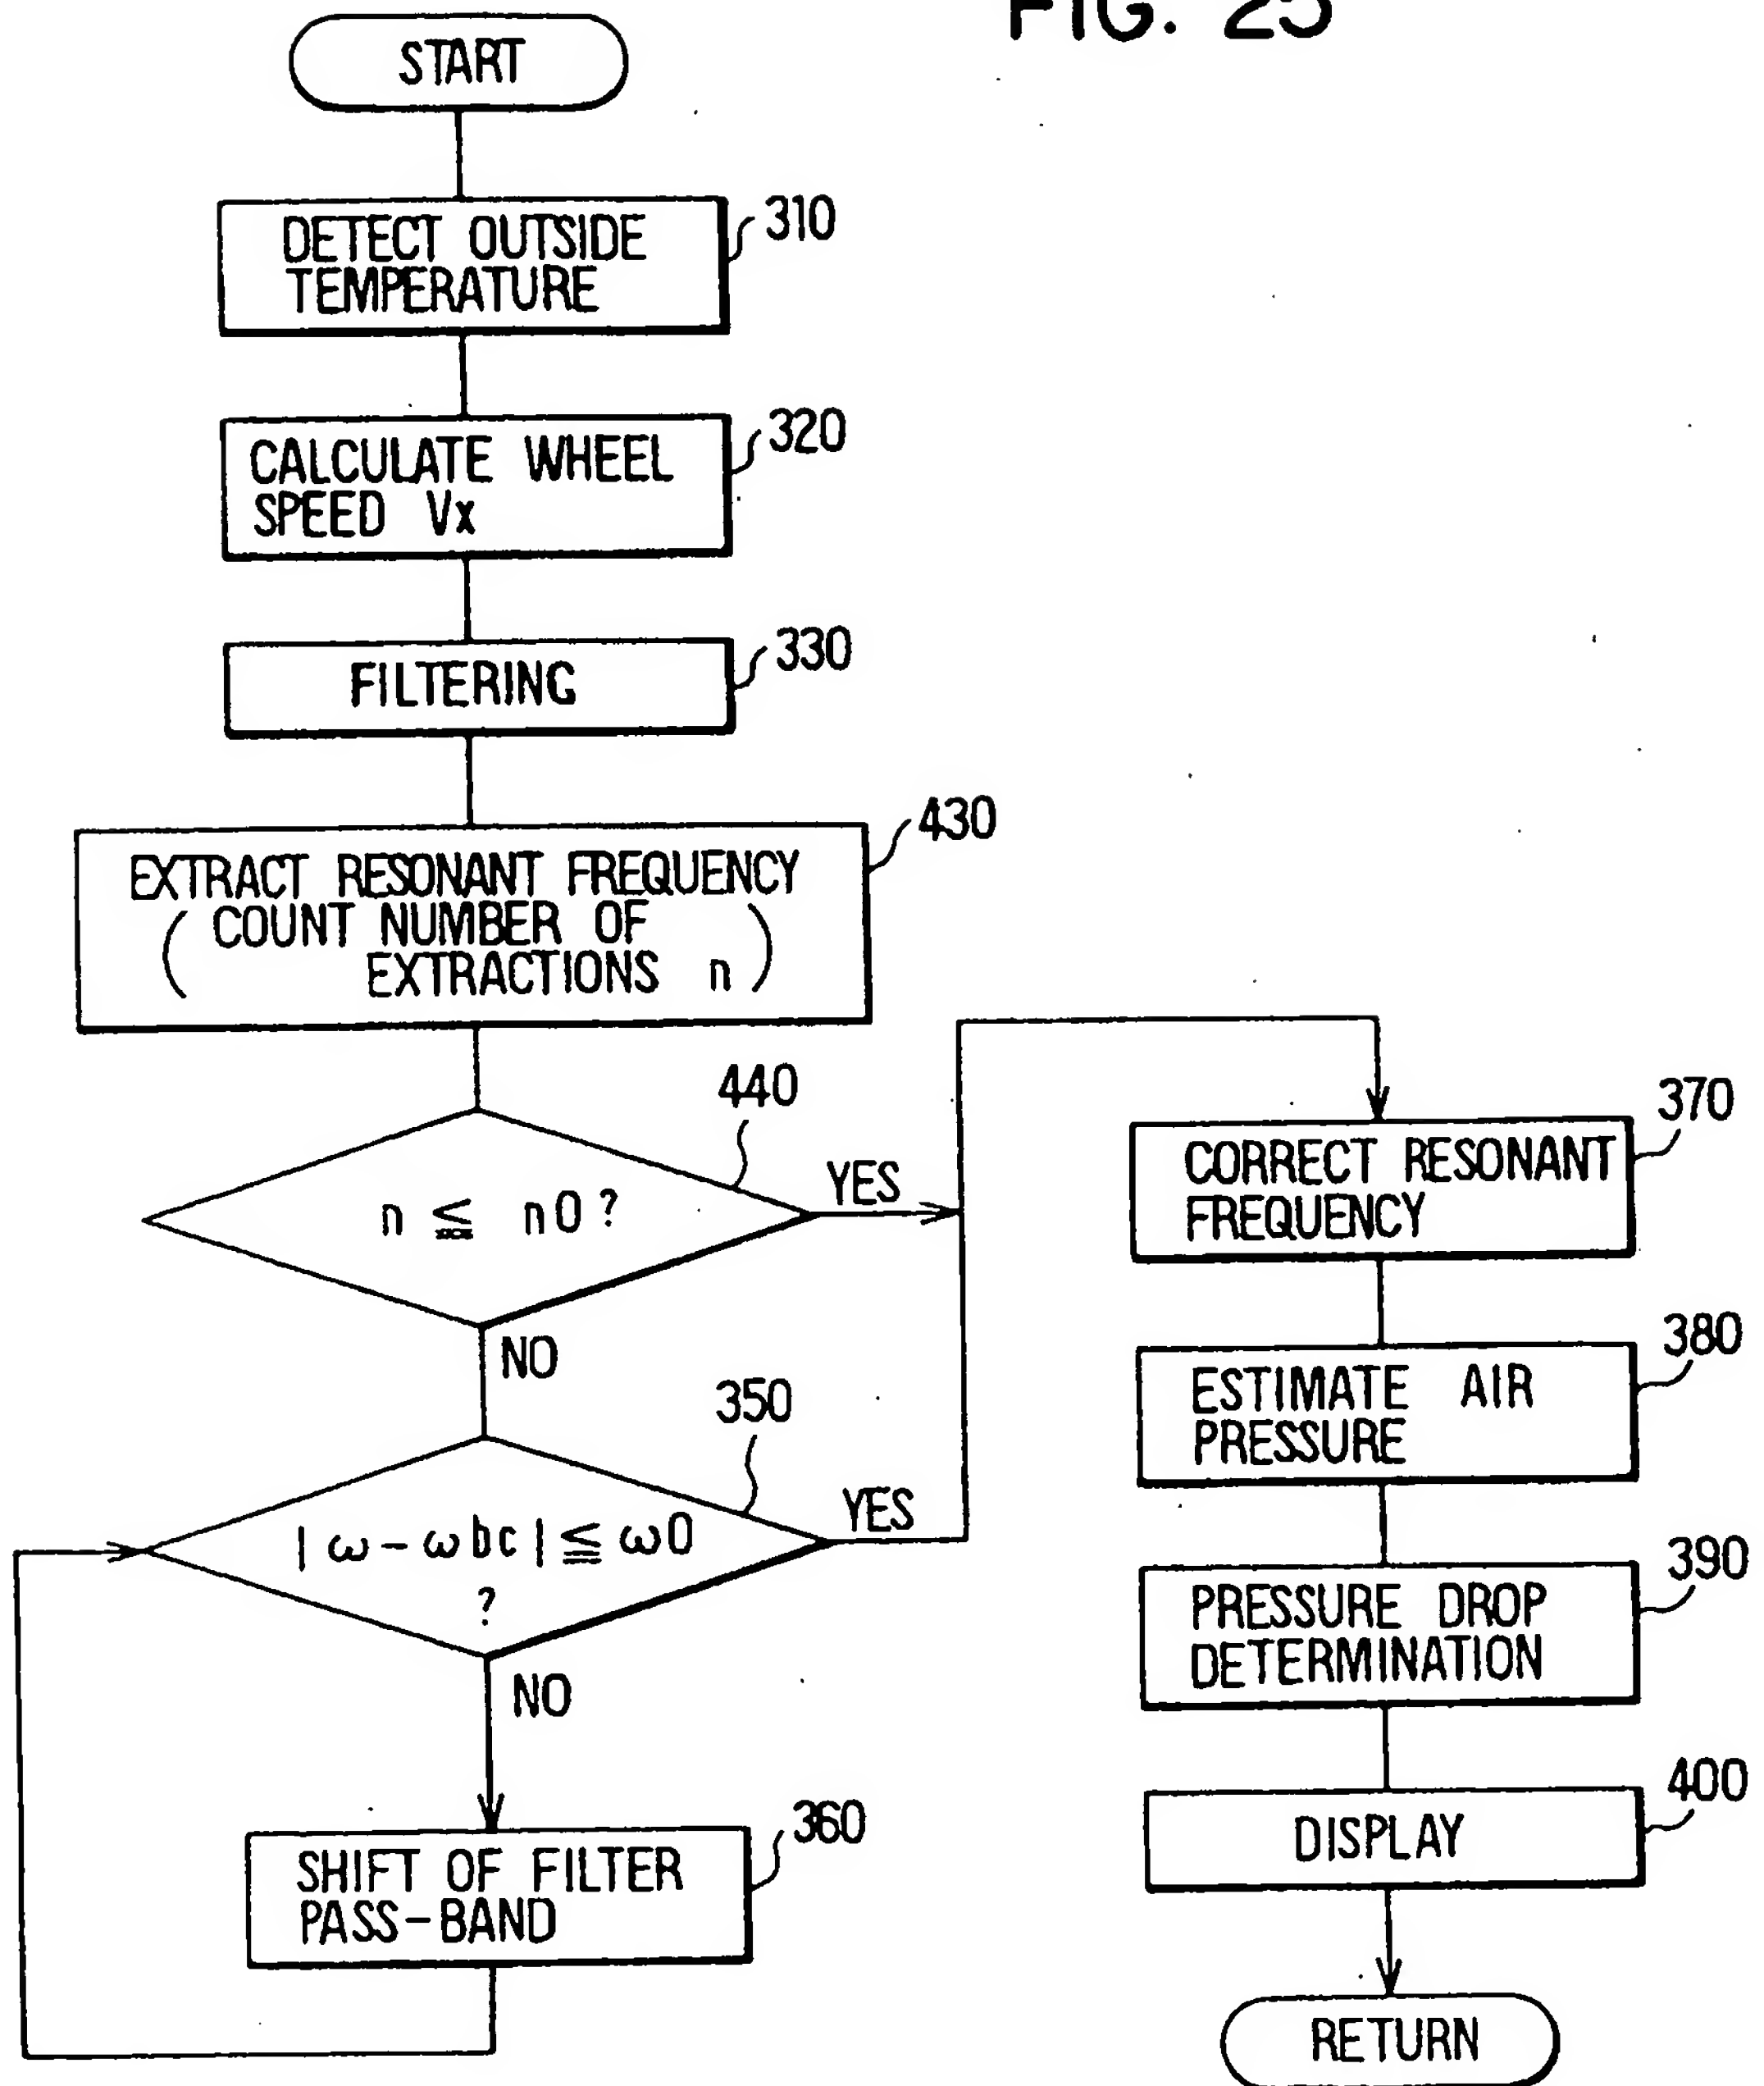 FIG. 25
START
DETECT OUTSIDE
TEMPERATURE
310
CALCULATE WHEEL
SPEED Vx
320
FILTERING
330
EXTRACT RESONANT FREQUENCY
( COUNT NUMBER OF
EXTRACTIONS n )
430
n ≦ n0 ?
440
YES
NO
|ω-ωbc|≦ω0
?
350
YES
NO
SHIFT OF FILTER
PASS-BAND
360
CORRECT RESONANT
FREQUENCY
370
ESTIMATE AIR
PRESSURE
380
PRESSURE DROP
DETERMINATION
390
DISPLAY
400
RETURN